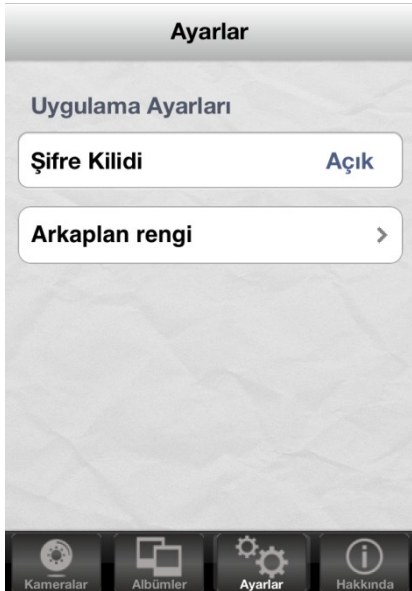 Ayarlar
Uygulama Ayarları
Şifre Kilidi Açık
Arkaplan rengi
Kameralar Albümler Ayarlar Hakkında